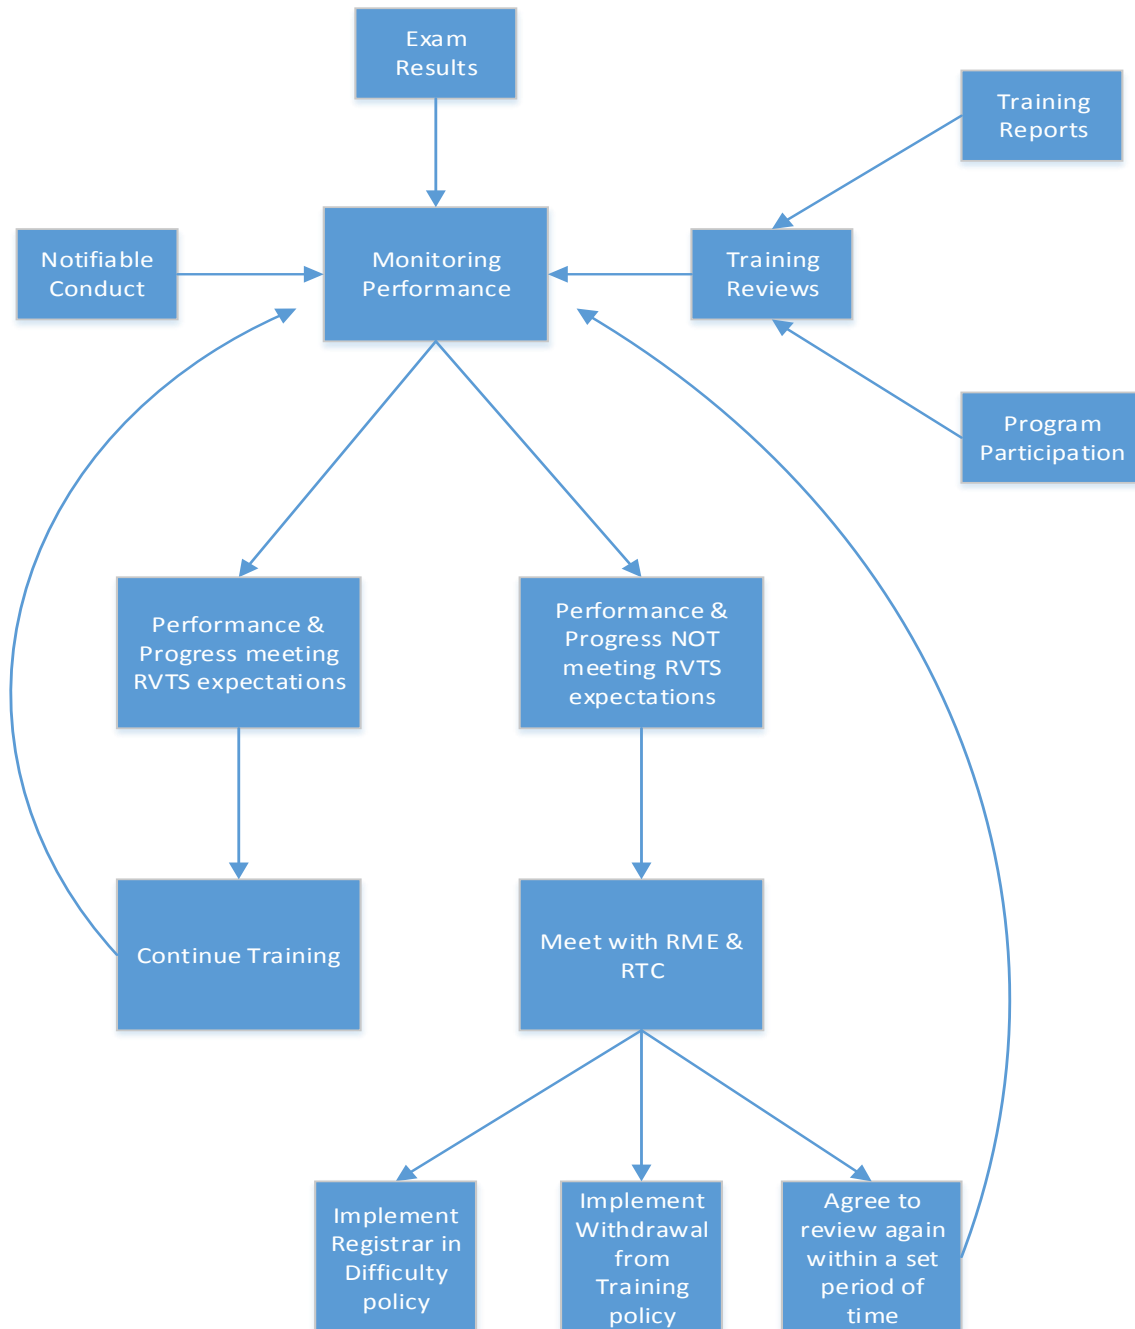 Exam
Results
Training
Reports
Notifiable
Conduct
Monitoring
Performance
Training
Reviews
Program
Participation
Performance &
Progress meeting
RVTS expectations
Performance &
Progress NOT
meeting RVTS
expectations
Continue Training
Meet with RME &
RTC
Implement
Registrar in
Difficulty
policy
Implement
Withdrawal
from
Training
policy
Agree to
review again
within a set
period of
time